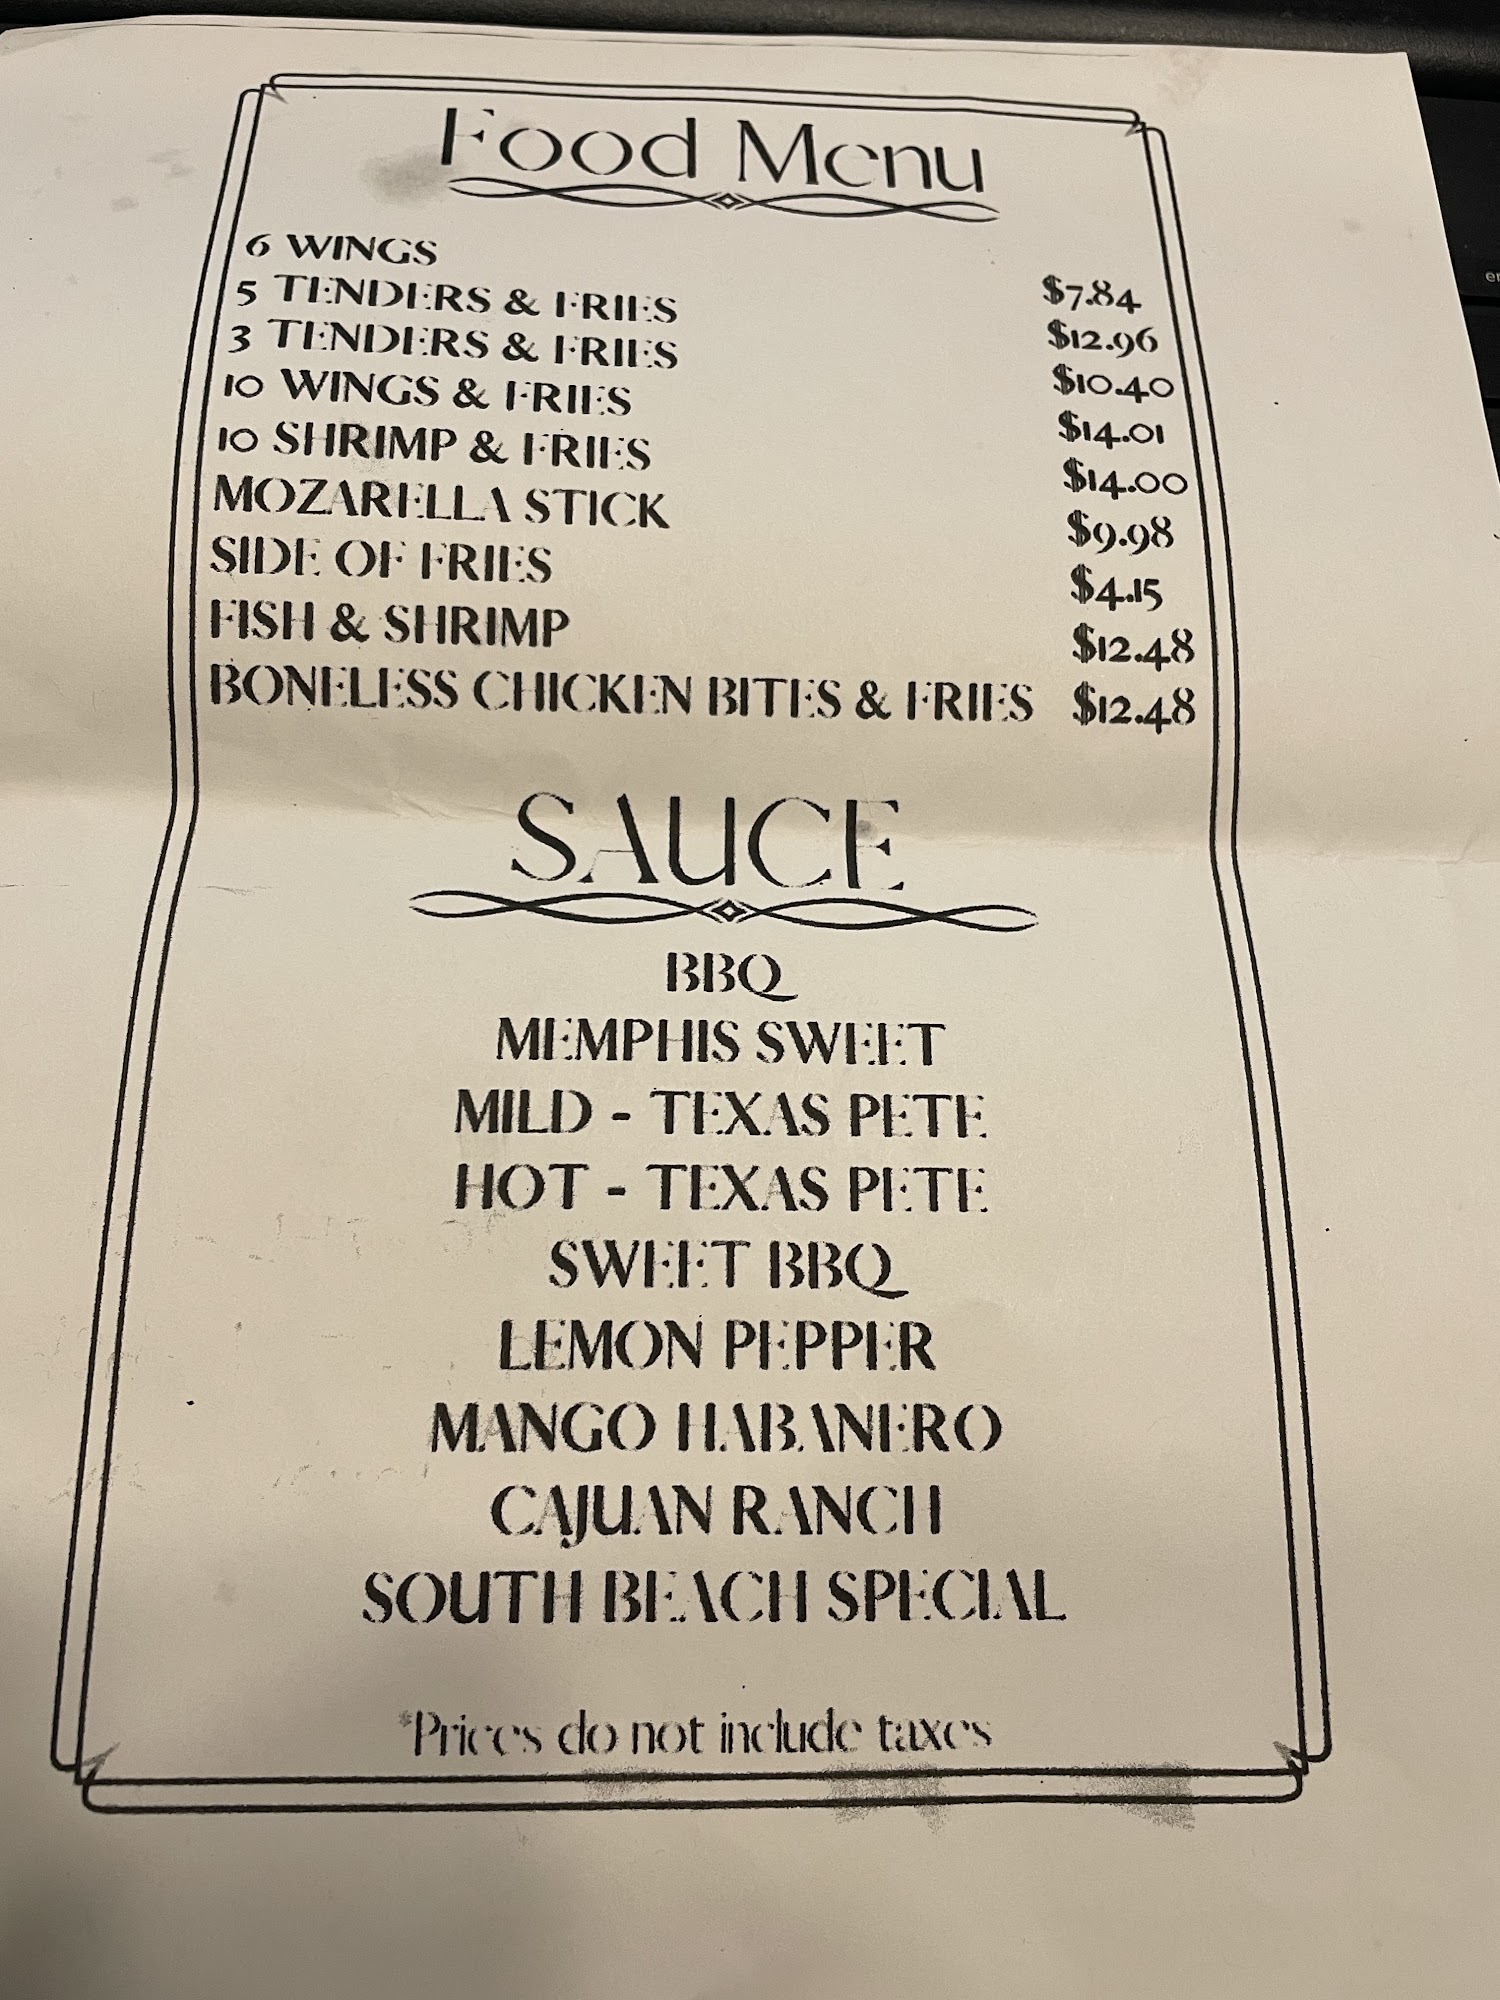 Food Menu
6 WINGS $7.84
5 TENDERS & FRIES $12.96
3 TENDERS & FRIES $10.40
10 WINGS & FRIES $14.01
10 SHRIMP & FRIES $14.00
MOZARELLA STICK $9.98
SIDE OF FRIES $4.15
FISH & SHRIMP $12.48
BONELESS CHICKEN BITES & FRIES $12.48
SAUCE
BBQ
MEMPHIS SWEET
MILD - TEXAS PETE
HOT - TEXAS PETE
SWEET BBQ
LEMON PEPPER
MANGO HABANERO
CAJUAN RANCH
SOUTH BEACH SPECIAL
*Prices do not include taxes